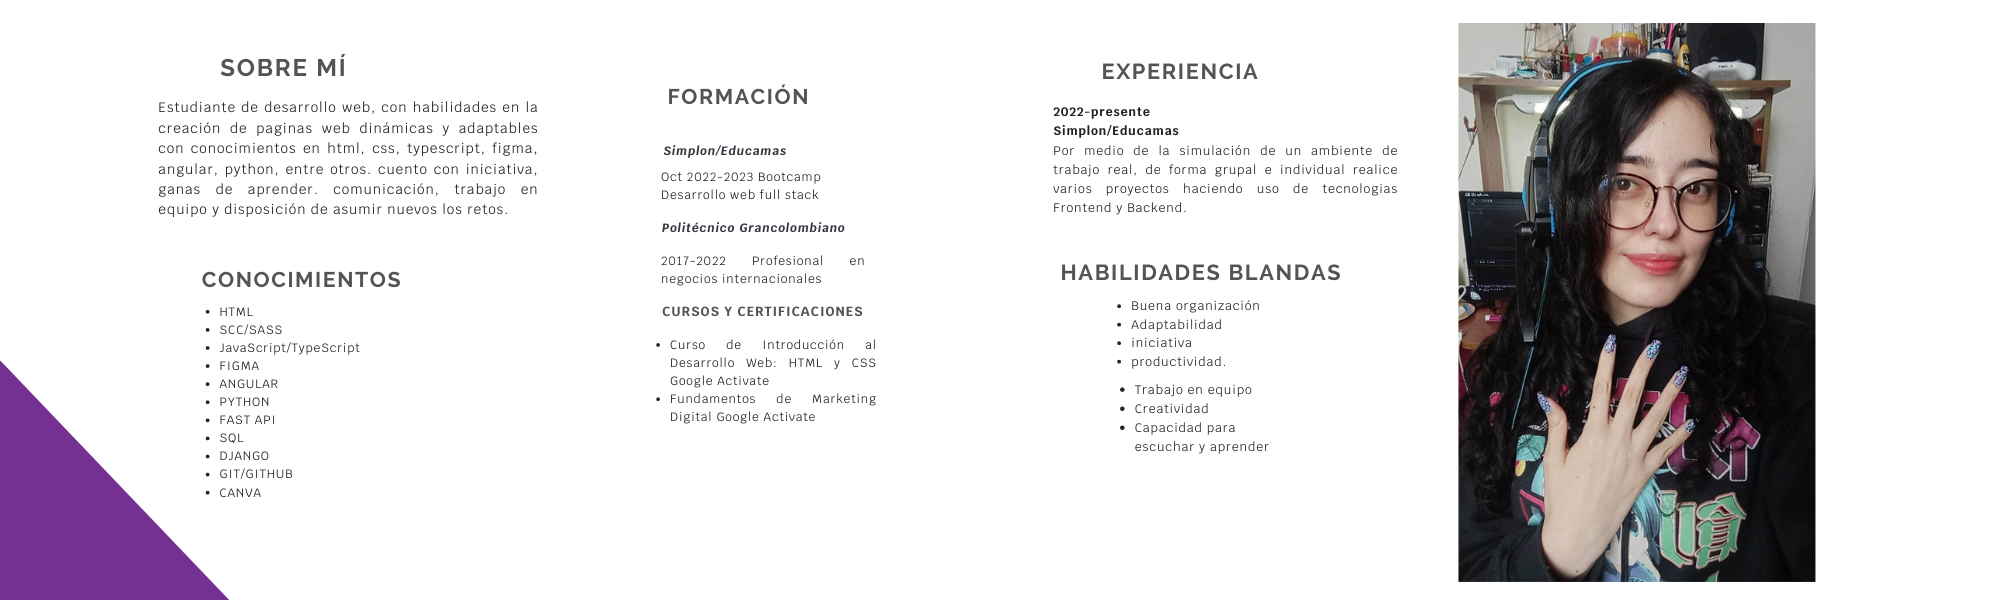 SOBRE MÍ
Estudiante de desarrollo web, con habilidades en la
creación de paginas web dinámicas y adaptables
con conocimientos en html, css, typescript, figma,
angular, python, entre otros. cuento con iniciativa,
ganas de aprender. comunicación, trabajo en
equipo y disposición de asumir nuevos los retos.
CONOCIMIENTOS
• HTML
• SCC/SASS
• JavaScript/TypeScript
• FIGMA
• ANGULAR
• PYTHON
• FAST API
• SQL
• DJANGO
• GIT/GITHUB
• CANVA
FORMACIÓN
Simplon/Educamas
Oct 2022-2023 Bootcamp
Desarrollo web full stack
Politécnico Grancolombiano
2017-2022 Profesional en
negocios internacionales
CURSOS Y CERTIFICACIONES
• Curso de Introducción al
Desarrollo Web: HTML y CSS
Google Activate
• Fundamentos de Marketing
Digital Google Activate
EXPERIENCIA
2022-presente
Simplon/Educamas
Por medio de la simulación de un ambiente de
trabajo real, de forma grupal e individual realice
varios proyectos haciendo uso de tecnologias
Frontend y Backend.
HABILIDADES BLANDAS
• Buena organización
• Adaptabilidad
• iniciativa
• productividad.
• Trabajo en equipo
• Creatividad
• Capacidad para
escuchar y aprender